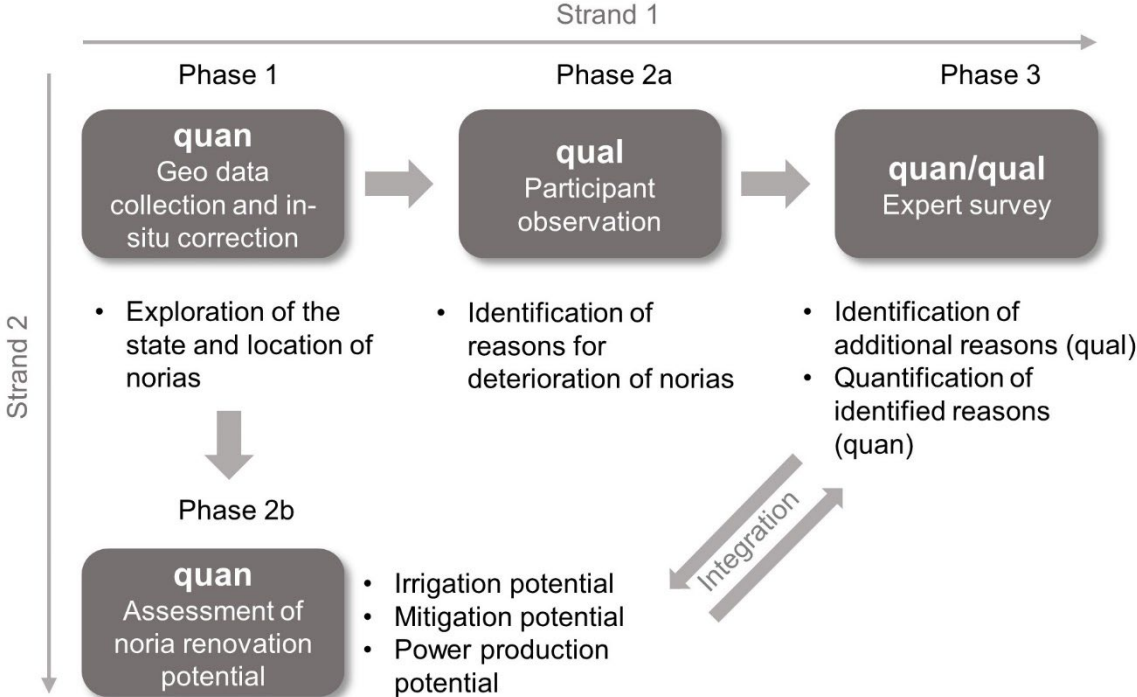 Strand 1
Strand 2
Phase 1
quan
Geo data
collection and in-
situ correction
• Exploration of the
state and location of
norias
Phase 2a
qual
Participant
observation
• Identification of
reasons for
deterioration of norias
Phase 3
quan/qual
Expert survey
• Identification of
additional reasons (qual)
• Quantification of
identified reasons
(quan)
Phase 2b
quan
Assessment of
noria renovation
potential
• Irrigation potential
• Mitigation potential
• Power production
potential
Integration